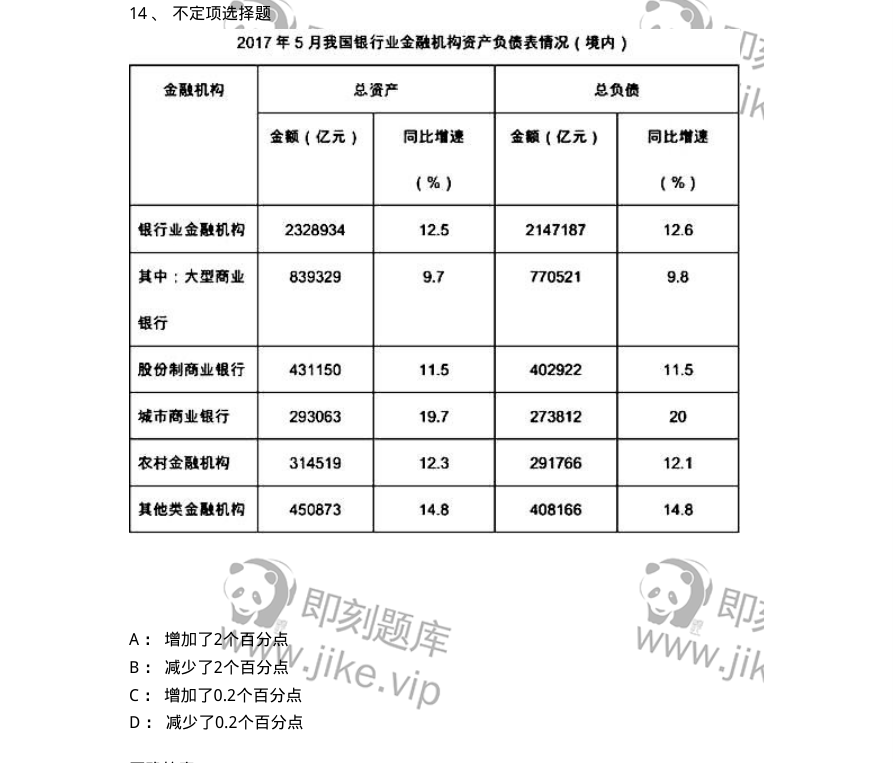 14 、 不定项选择题
2017 年 5 月我国银行业金融机构资产负债表情况 ( 境内 )
金融机构 总资产 总负债
金额 ( 亿元 ) 同比增速 金额 ( 亿元 ) 同比增速
( % ) ( % )
银行业金融机构 2328934 12.5 2147187 12.6
其中 : 大型商业 839329 9.7 770521 9.8
银行
股份制商业银行 431150 11.5 402922 11.5
城市商业银行 293063 19.7 273812 20
农村金融机构 314519 12.3 291766 12.1
其他类金融机构 450873 14.8 408166 14.8
即刻题库
www.jike.vip
A ： 增加了2个百分点
B ： 减少了2个百分点
C ： 增加了0.2个百分点
D ： 减少了0.2个百分点